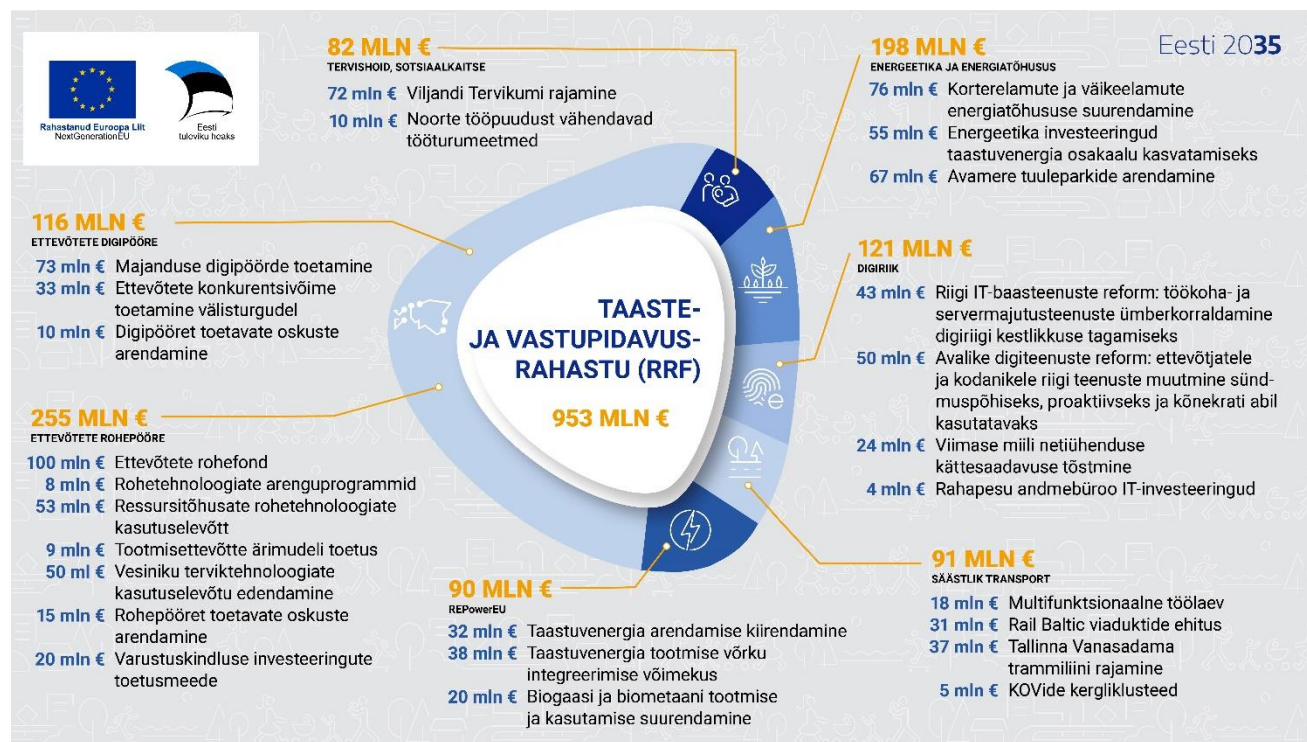 Rahastanud Euroopa Liit
NextGenerationEU
Eesti
tuleviku heaks
Eesti 2035
82 MLN €
TERVISHOID, SOTSIAALKAITSE
72 mln € Viljandi Tervikumi rajamine
10 mln € Noorte tööpuudust vähendavad
tööturumeetmed
198 MLN €
ENERGEETIKA JA ENERGIATÕHUSUS
76 mln € Korterelamute ja väikeelamute
energiatõhususe suurendamine
55 mln € Energeetika investeeringud
taastuvenergia osakaalu kasvatamiseks
67 mln € Avamere tuuleparkide arendamine
116 MLN €
ETTEVÕTETE DIGIPÖÖRE
73 mln € Majanduse digipöörde toetamine
33 mln € Ettevõtete konkurentsivõime
toetamine välisturgudel
10 mln € Digipööret toetavate oskuste
arendamine
TAASTE-
JA VASTUPIDAVUS-
RAHASTU (RRF)
953 MLN €
121 MLN €
DIGIRIIK
43 mln € Riigi IT-baasteenuste reform: töökoha- ja
servermajutusteenuste ümberkorraldamine
digiriigi kestlikkuse tagamiseks
50 mln € Avalike digiteenuste reform: ettevõtjatele
ja kodanikele riigi teenuste muutmine sünd-
muspõhiseks, proaktiivseks ja kõnekrati abil
kasutatavaks
24 mln € Viimase miili netiühenduse
kättesaadavuse tõstmine
4 mln € Rahapesu andmebüroo IT-investeeringud
255 MLN €
ETTEVÕTETE ROHEPÖÖRE
100 mln € Ettevõtete rohefond
8 mln € Rohetehnoloogiate arenguprogrammid
53 mln € Ressursitõhusate rohetehnoloogiate
kasutuselevõtt
9 mln € Tootmisettevõtte ärimudeli toetus
50 ml € Vesiniku terviktehnoloogiate
kasutuselevõtu edendamine
15 mln € Rohepööret toetavate oskuste
arendamine
20 mln € Varustuskindluse investeeringute
toetusmeede
90 MLN €
REPowerEU
32 mln € Taastuvenergia arendamise kiirendamine
38 mln € Taastuvenergia tootmise võrku
integreerimise võimekus
20 mln € Biogaasi ja biometaani tootmise
ja kasutamise suurendamine
91 MLN €
SÄÄSTLIK TRANSPORT
18 mln € Multifunktsionaalne töölaev
31 mln € Rail Baltic viaduktide ehitus
37 mln € Tallinna Vanasadama
trammiliini rajamine
5 mln € KOVide kergliiklusteed